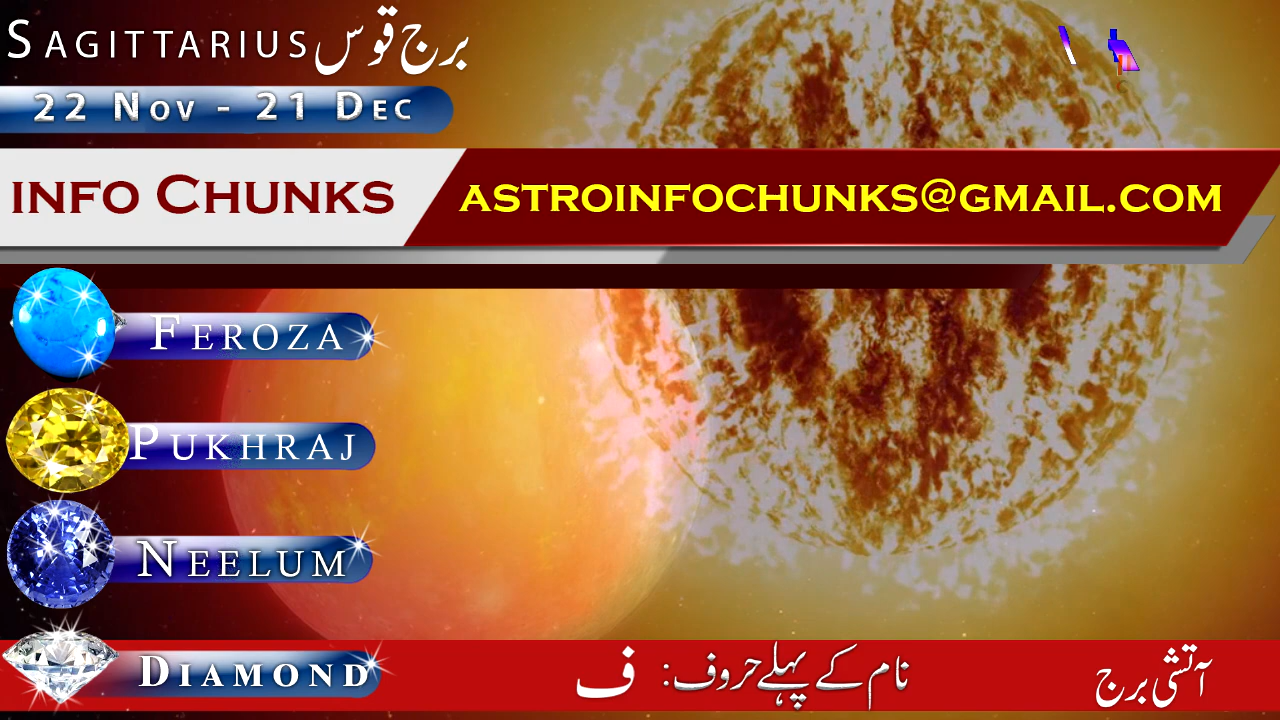 SAGITTARIUS برج قوس
22 Nov - 21 Dec
INFO CHUNKS
ASTROINFOCHUNKS@GMAIL.COM
FEROZA
PUKHRAJ
NEELUM
DIAMOND
نام کے پہلے حروف: ف
آتشی برج